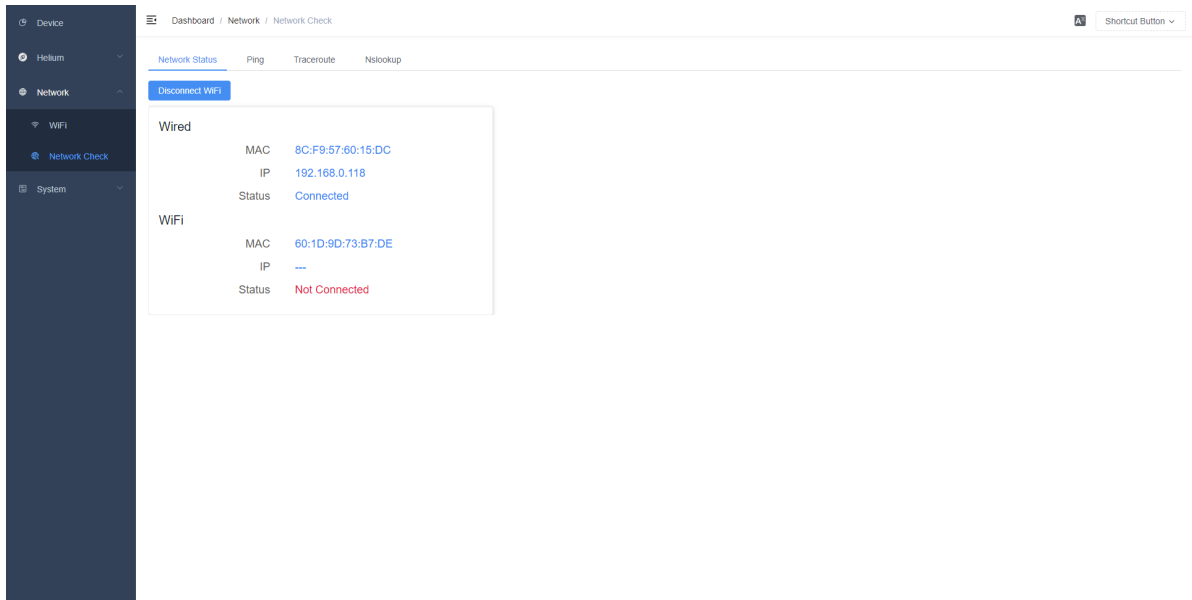 Device
Helium
Network
WiFi
Network Check
System
Dashboard / Network / Network Check
Shortcut Button
Network Status Ping Traceroute Nslookup
Disconnect WiFi
Wired
MAC 8C:F9:57:60:15:DC
IP 192.168.0.118
Status Connected
WiFi
MAC 60:1D:9D:73:B7:DE
IP ---
Status Not Connected